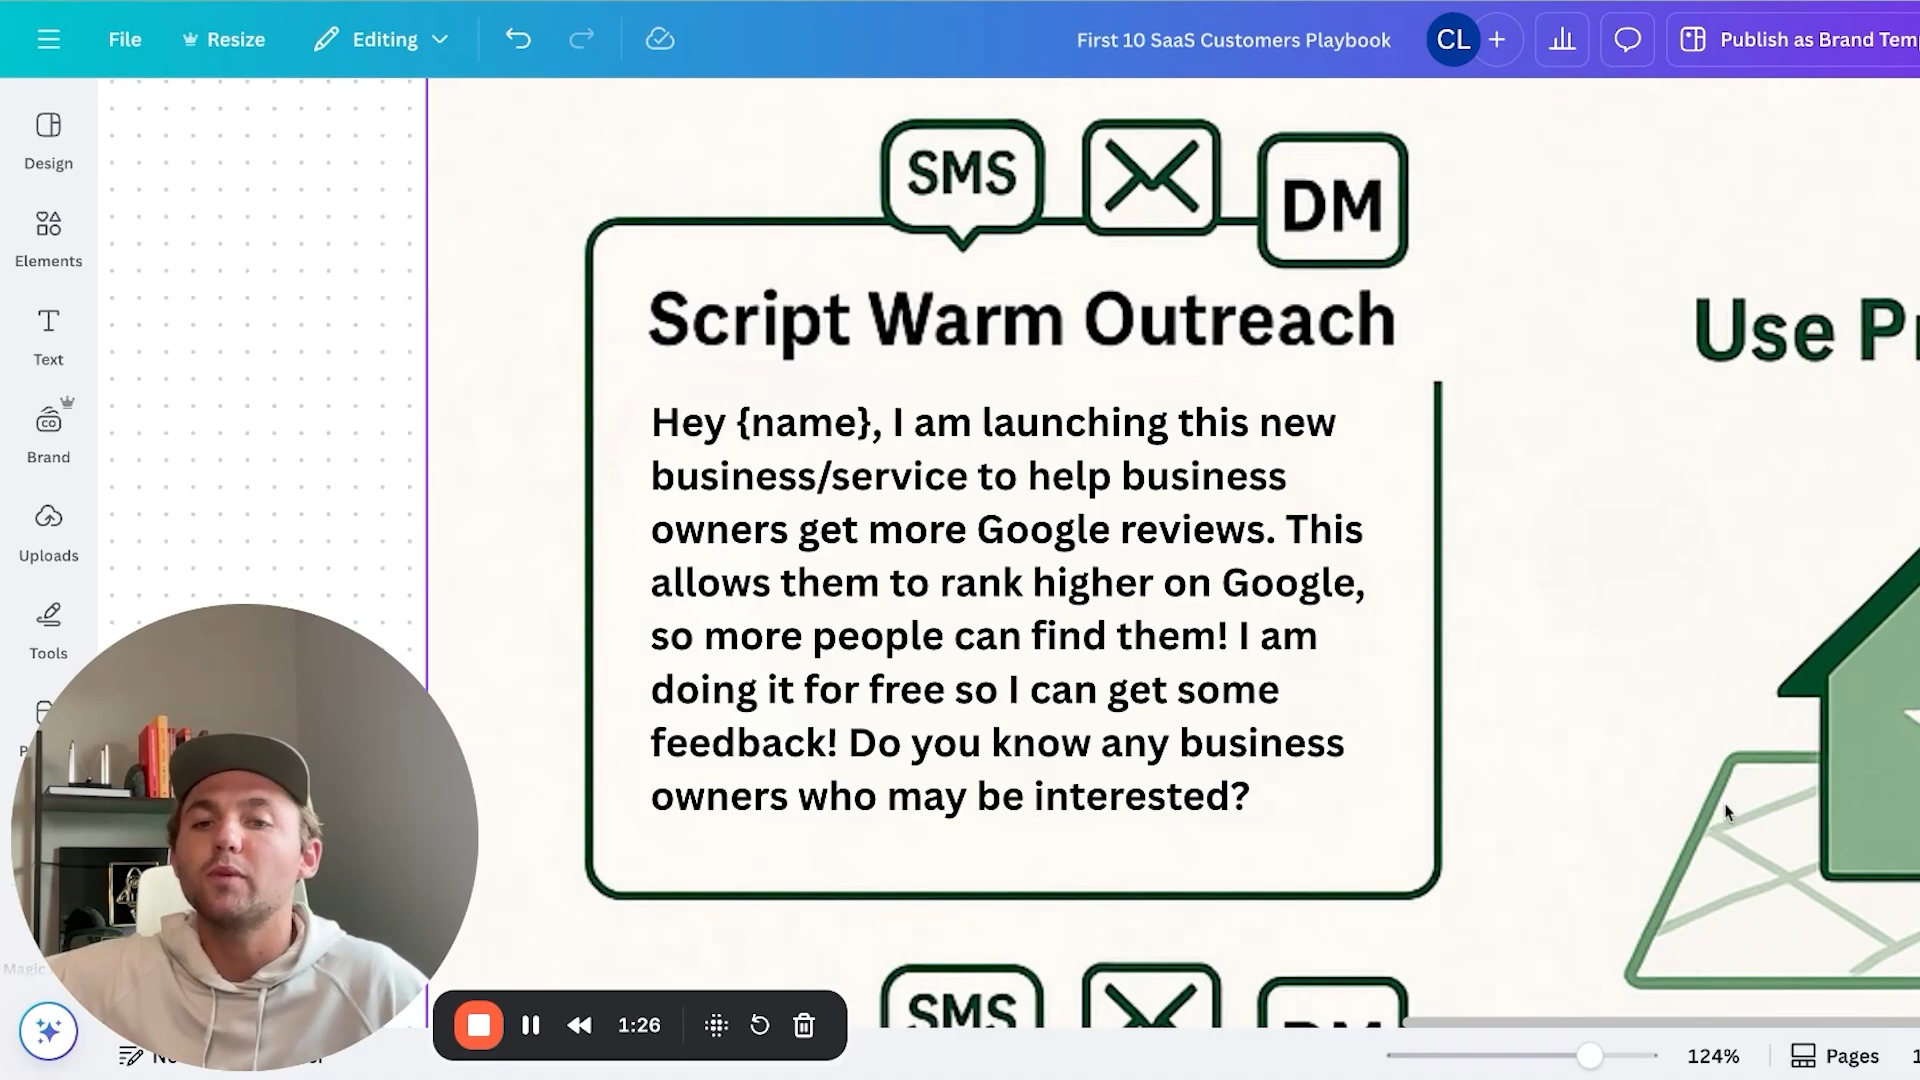 File
Resize
Editing
First 10 SaaS Customers Playbook
CL
Publish as Brand Tem
Design
Elements
Text
Brand
Uploads
Tools
SMS
DM
Script Warm Outreach
Hey {name}, I am launching this new
business/service to help business
owners get more Google reviews. This
allows them to rank higher on Google,
so more people can find them! I am
doing it for free so I can get some
feedback! Do you know any business
owners who may be interested?
Use Pr
SMS
DM
Magic
1:26
124%
Pages